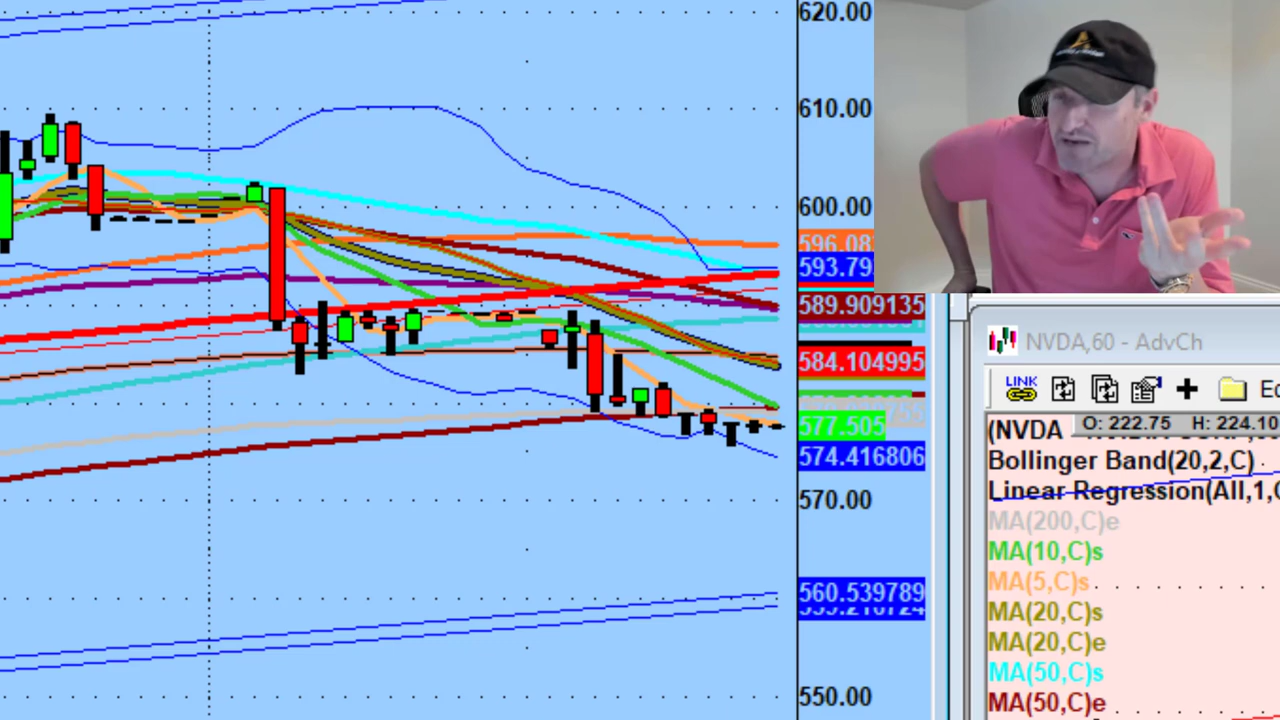 620.00
610.00
600.00
596.08
593.79
589.909135
584.104995
577.505
574.416806
570.00
560.539789
550.00
NVDA,60 - AdvCh
LINK
O: 222.75 H: 224.10
(NVDA
Bollinger Band(20,2,C)
Linear Regression(All,1,C
MA(200,C)e
MA(10,C)s
MA(5,C)s
MA(20,C)s
MA(20,C)e
MA(50,C)s
MA(50,C)e